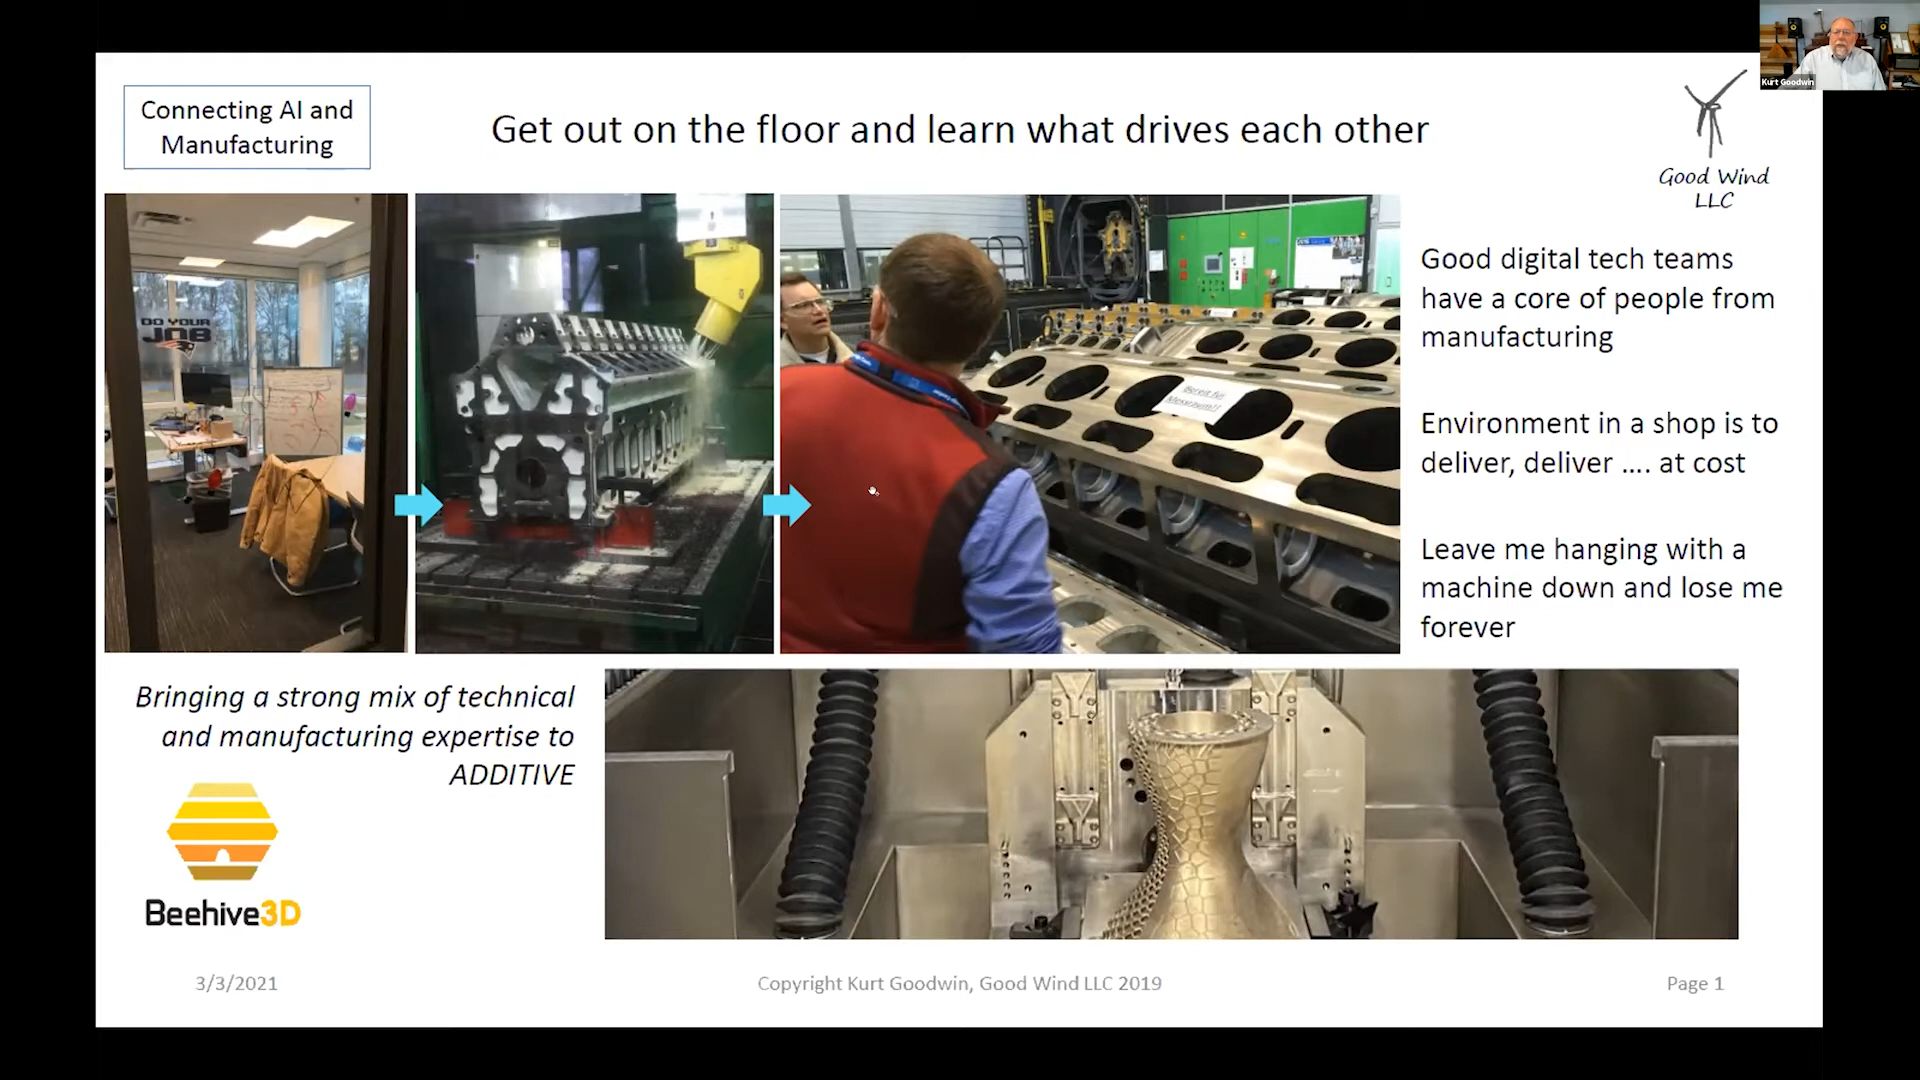 Kurt Goodwin
Connecting AI and
Manufacturing
Get out on the floor and learn what drives each other
Good Wind
LLC
DO YOUR
JOB
Bereit für
Messraum!!
Good digital tech teams
have a core of people from
manufacturing
Environment in a shop is to
deliver, deliver .... at cost
Leave me hanging with a
machine down and lose me
forever
Bringing a strong mix of technical
and manufacturing expertise to
ADDITIVE
Beehive3D
3/3/2021
Copyright Kurt Goodwin, Good Wind LLC 2019
Page 1